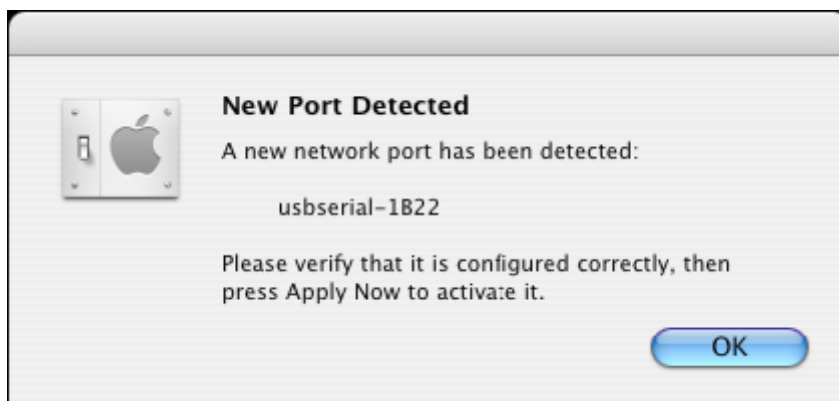 New Port Detected
A new network port has been detected:
usbserial-1B22
Please verify that it is configured correctly, then
press Apply Now to activate it.
OK